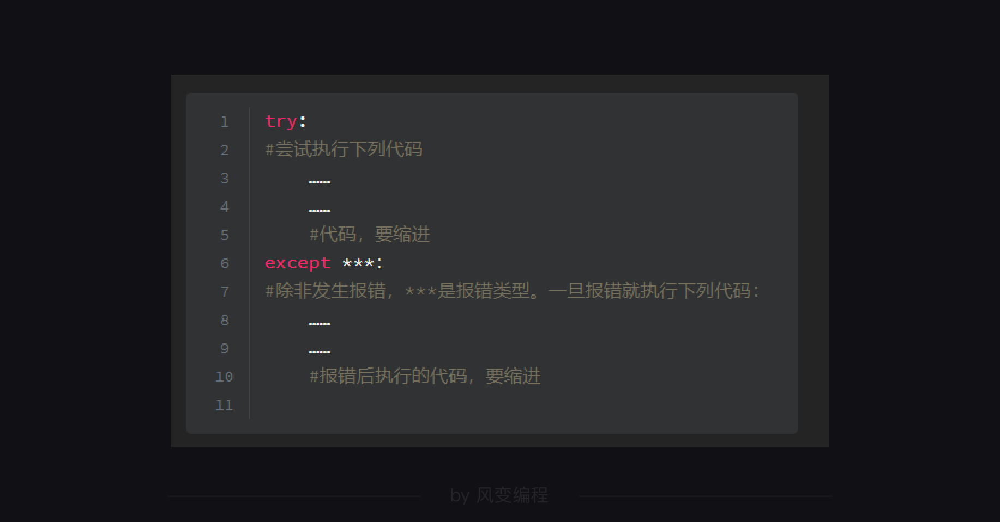 1 try:
2 #尝试执行下列代码
3 ……
4 ……
5 #代码，要缩进
6 except ***:
7 #除非发生报错，***是报错类型。一旦报错就执行下列代码：
8 ……
9 ……
10 #报错后执行的代码，要缩进
11
by 风变编程